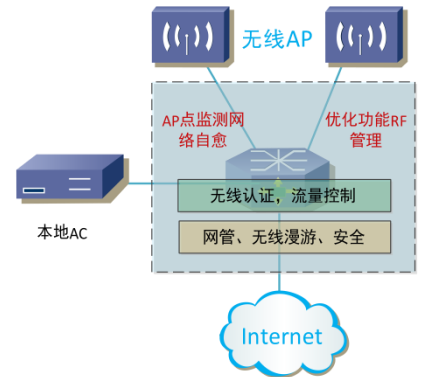 无线AP
AP点监测网
络自愈
优化功能RF
管理
无线认证，流量控制
本地AC
网管、无线漫游、安全
Internet